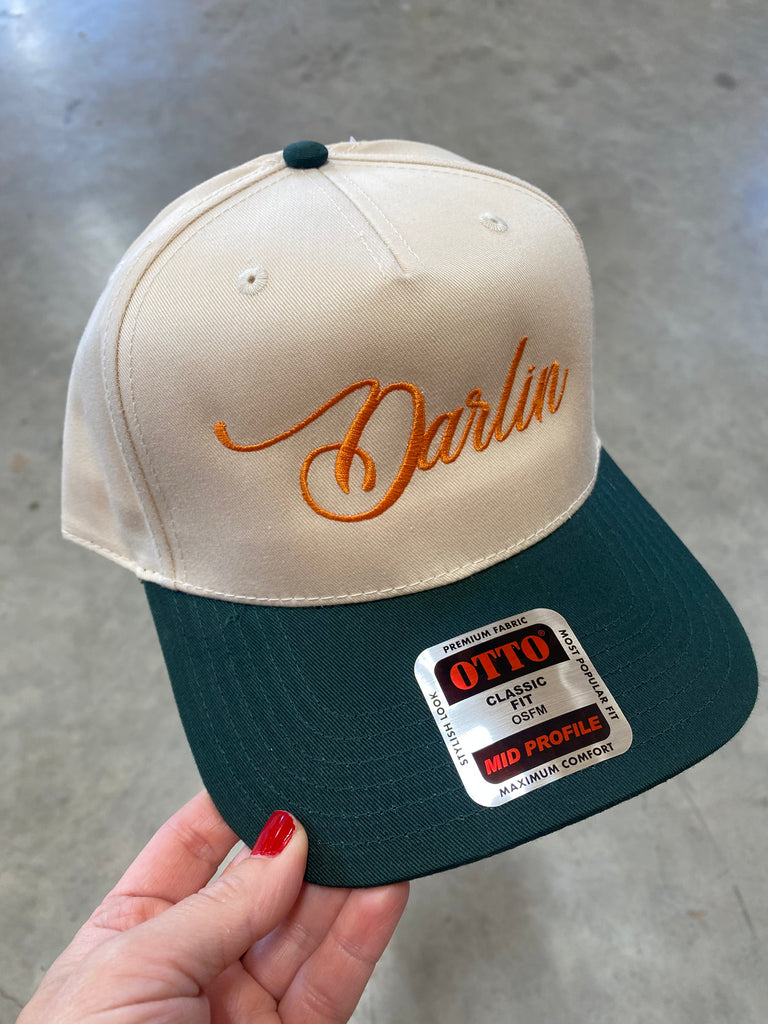 Darlin
PREMIUM FABRIC
OTTO®
CLASSIC
FIT
OSFM
MID PROFILE
MAXIMUM COMFORT
STYLISH LOOK
MOST POPULAR FIT